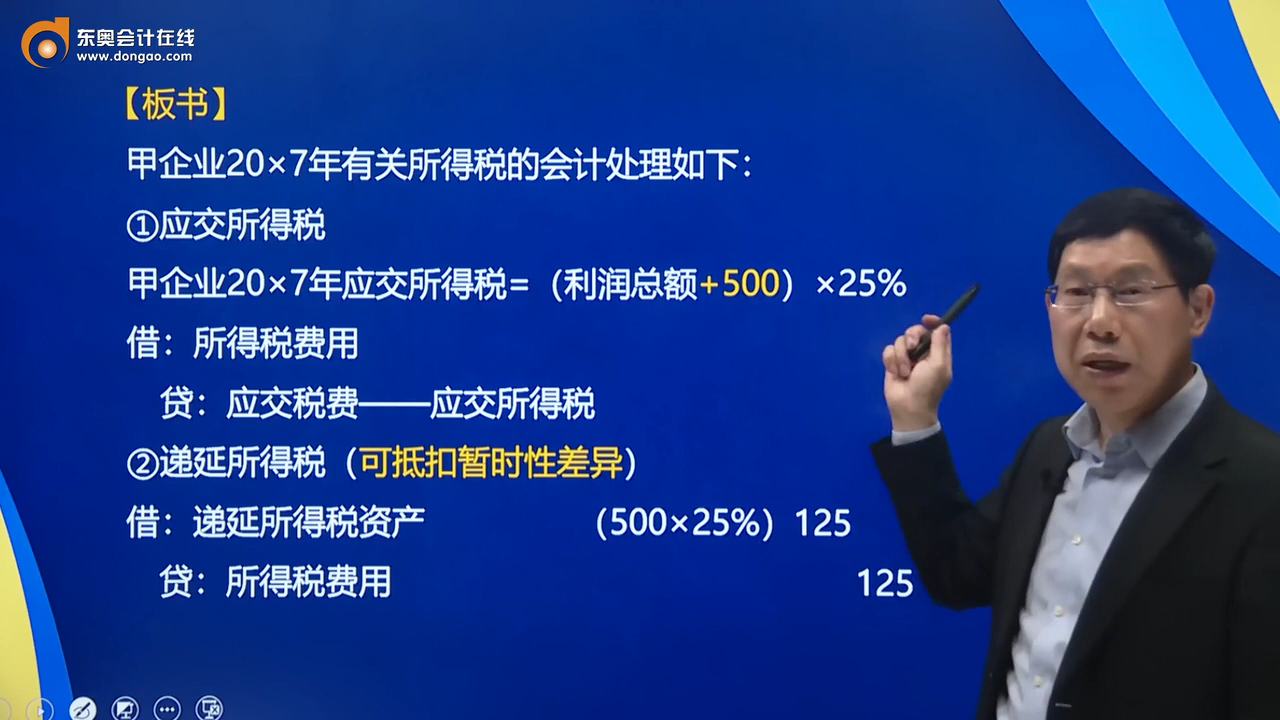 东奥会计在线
www.dongao.com
【板书】
甲企业20×7年有关所得税的会计处理如下：
①应交所得税
甲企业20×7年应交所得税=（利润总额+500）×25%
借：所得税费用
贷：应交税费——应交所得税
②递延所得税（可抵扣暂时性差异）
借：递延所得税资产 （500×25%）125
贷：所得税费用 125